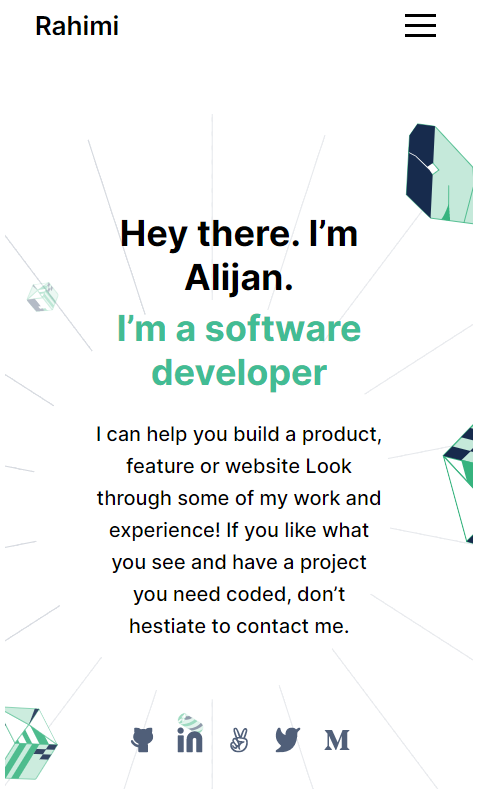 Rahimi
Hey there. I’m
Alijan.
I’m a software
developer
I can help you build a product,
feature or website Look
through some of my work and
experience! If you like what
you see and have a project
you need coded, don’t
hestiate to contact me.